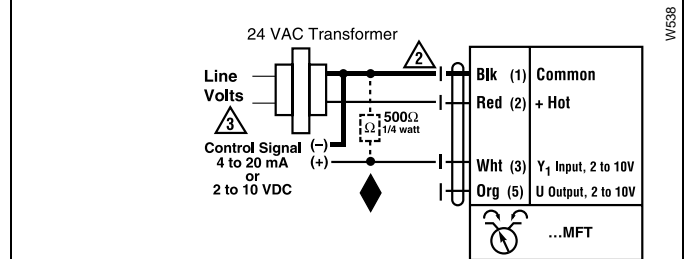 W538
24 VAC Transformer
2
Line
Volts
3
Blk (1) Common
Red (2) + Hot
Ω 500Ω
1/4 watt
Control Signal (–)
4 to 20 mA (+)
or
2 to 10 VDC
Wht (3) Y1 Input, 2 to 10V
Org (5) U Output, 2 to 10V
...MFT